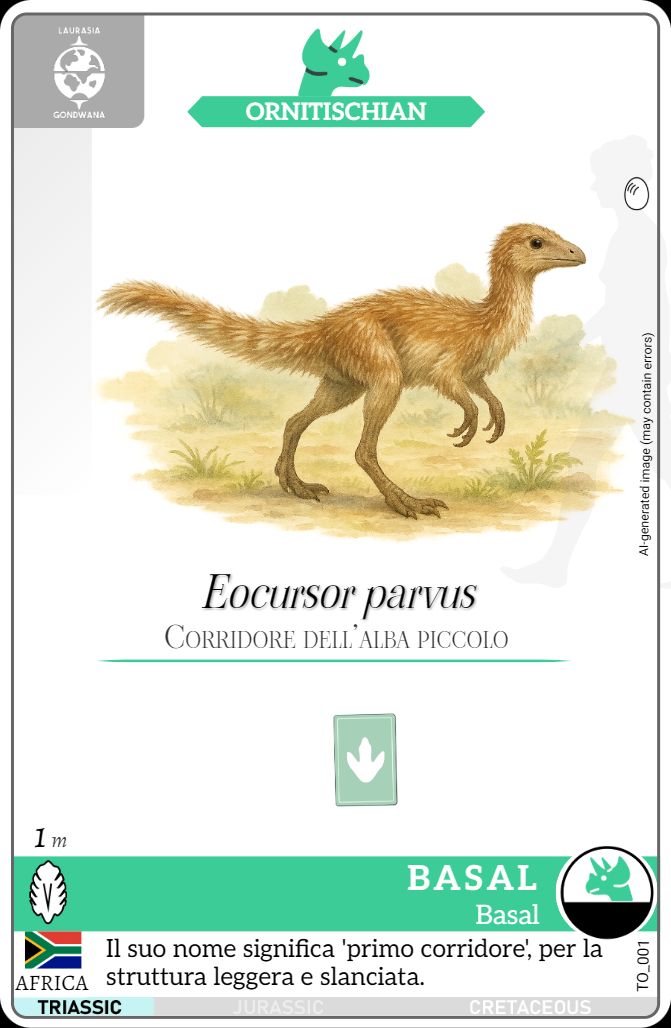 LAURASIA
GONDWANA
ORNITISCHIAN
AI-generated image (may contain errors)
Eocursor parvus
Corridore dell'alba piccolo
1 m
BASAL
Basal
Il suo nome significa 'primo corridore', per la
struttura leggera e slanciata.
AFRICA
TO_001
TRIASSIC
JURASSIC
CRETACEOUS